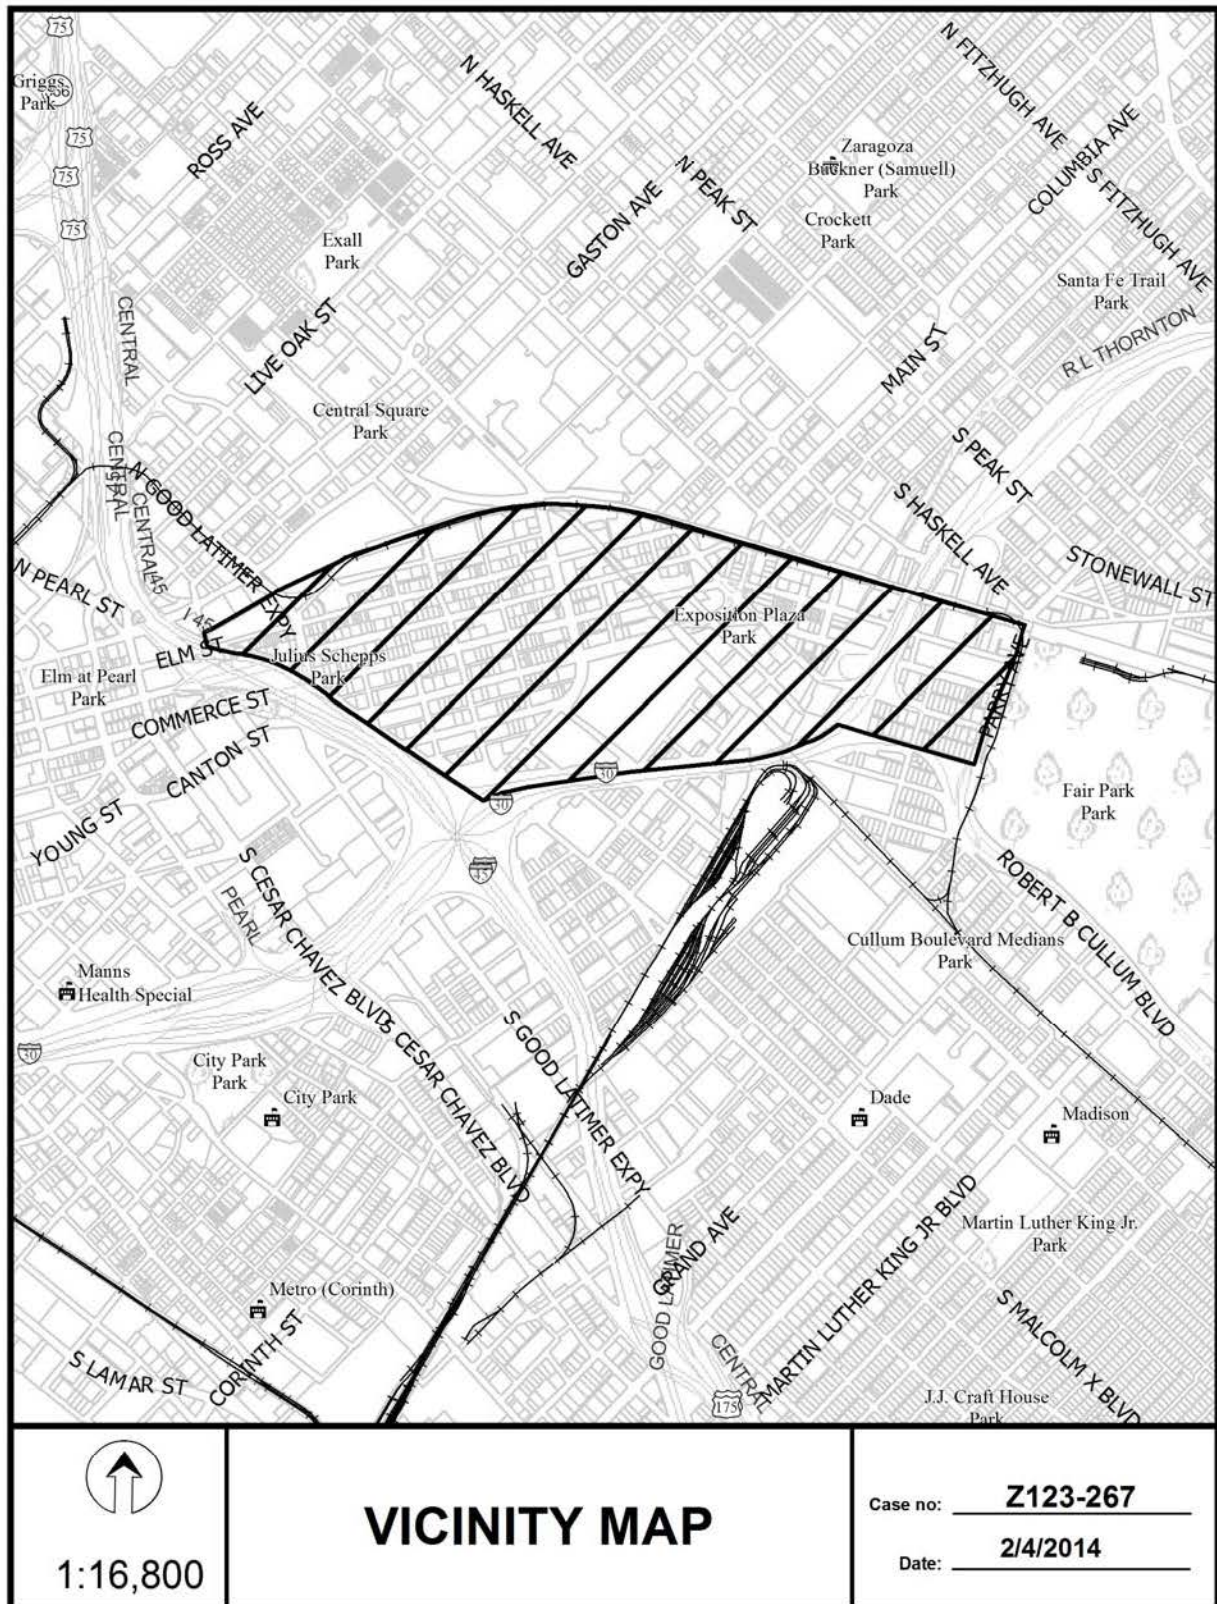 75
Griggs
Park
75
75
75
ROSS AVE
N HASKELL AVE
N FITZHUGH AVE
COLUMBIA AVE
S FITZHUGH AVE
Zaragoza
Buckner (Samuell)
Park
N PEAK ST
GASTON AVE
Crockett
Park
Exall
Park
Santa Fe Trail
Park
R L THORNTON
CENTRAL
LIVE OAK ST
MAIN ST
Central Square
Park
S PEAK ST
CENTRAL
CENTRAL
N GOOD LATIMER EXPY
S HASKELL AVE
STONEWALL ST
N PEARL ST
I 45
ELM ST
Exposition Plaza
Park
Julius Schepps
Park
Elm at Pearl
Park
PARRY AVE
COMMERCE ST
CANTON ST
30
30
Fair Park
Park
YOUNG ST
45
S CESAR CHAVEZ BLVD
PEARL
ROBERT B CULLUM BLVD
Cullum Boulevard Medians
Park
Manns
Health Special
30
S CESAR CHAVEZ BLVD
S GOOD LATIMER EXPY
City Park
Park
City Park
Dade
Madison
GRAND AVE
GOOD LATIMER
MARTIN LUTHER KING JR BLVD
Martin Luther King Jr.
Park
Metro (Corinth)
CORINTH ST
S LAMAR ST
CENTRAL
175
S MALCOLM X BLVD
J.J. Craft House
Park
1:16,800
VICINITY MAP
Case no: Z123-267
Date: 2/4/2014